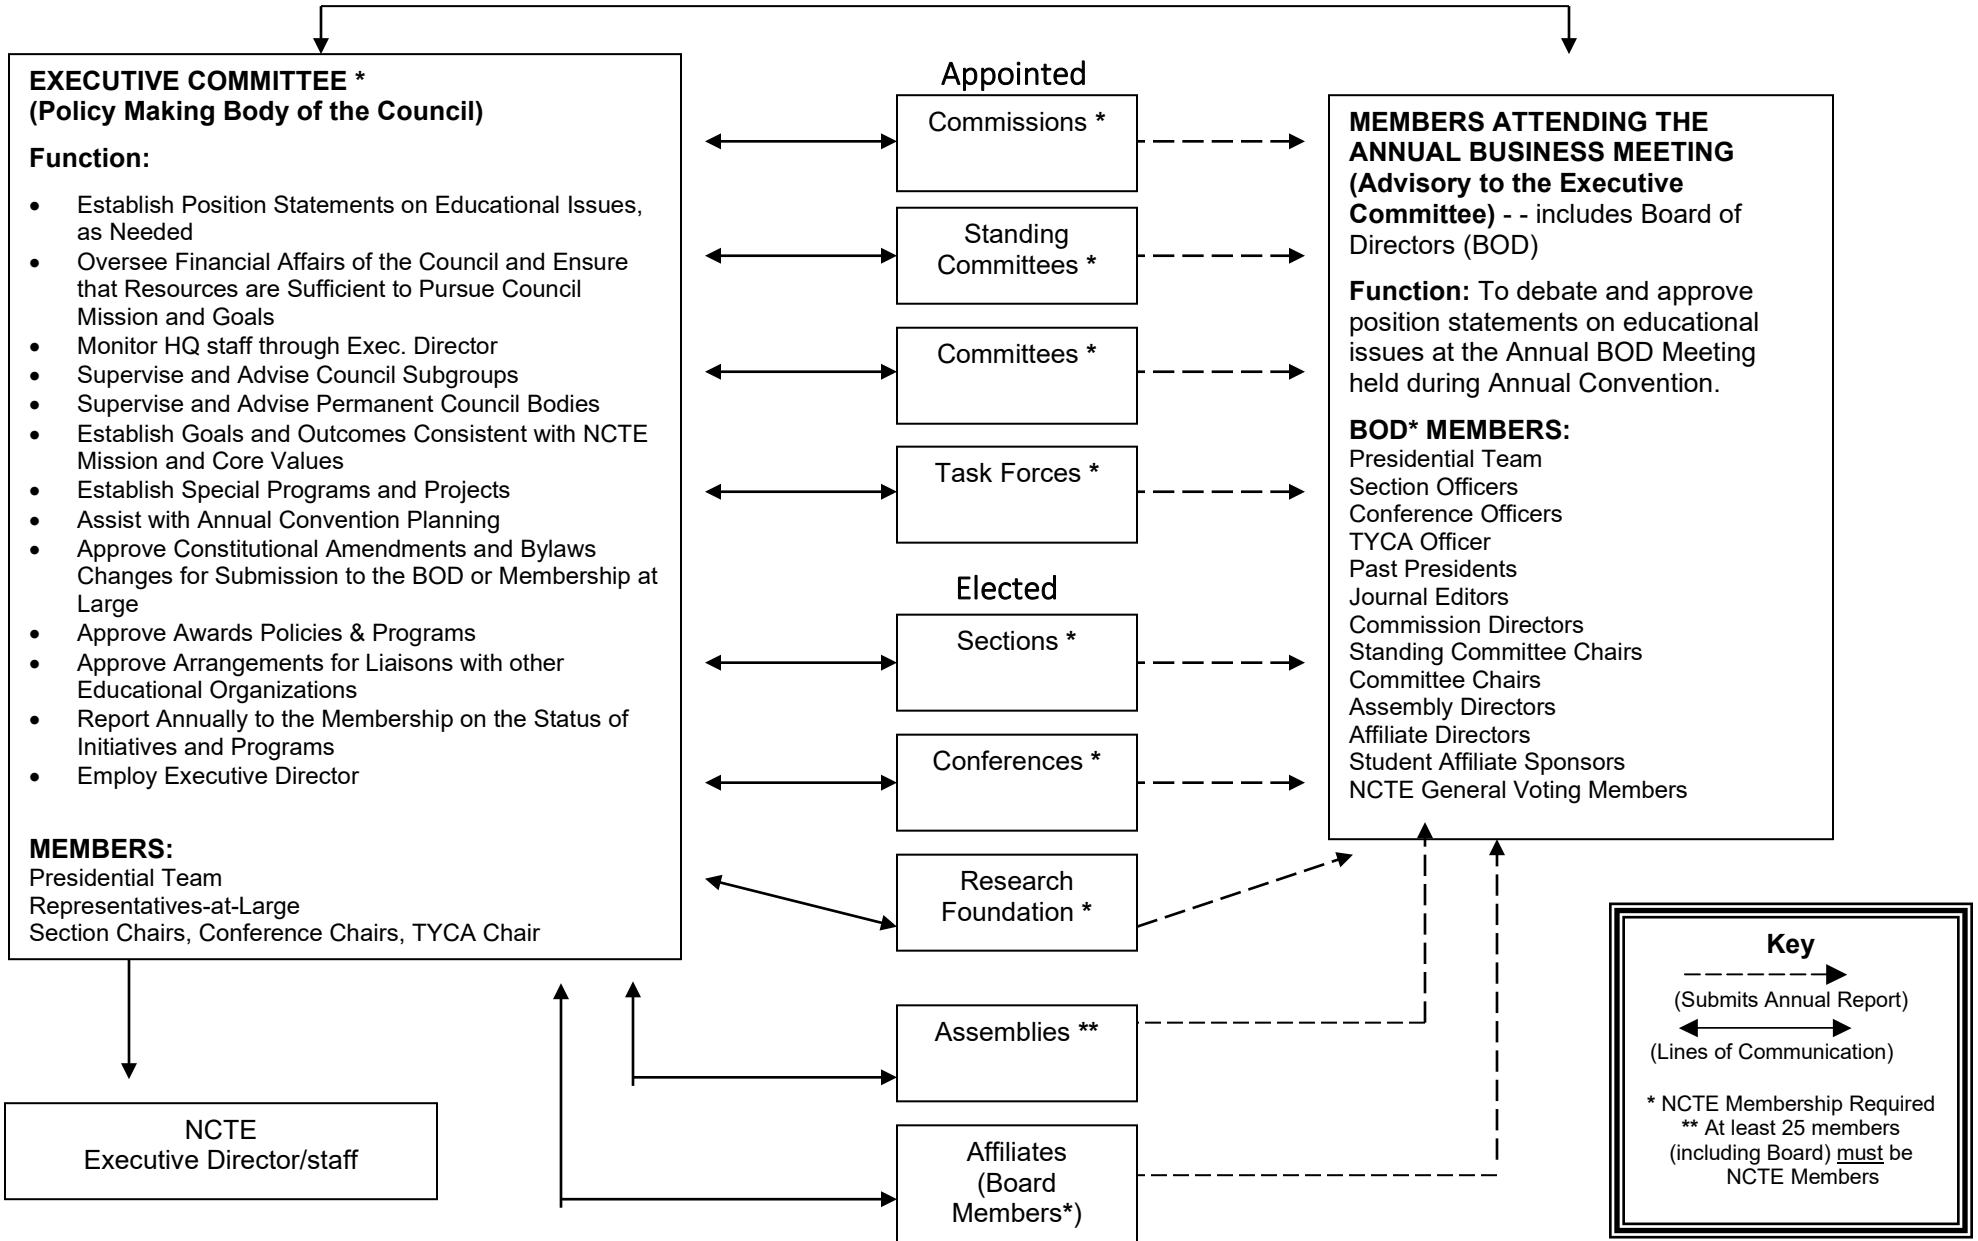 EXECUTIVE COMMITTEE *
(Policy Making Body of the Council)
Function:
• Establish Position Statements on Educational Issues,
as Needed
• Oversee Financial Affairs of the Council and Ensure
that Resources are Sufficient to Pursue Council
Mission and Goals
• Monitor HQ staff through Exec. Director
• Supervise and Advise Council Subgroups
• Supervise and Advise Permanent Council Bodies
• Establish Goals and Outcomes Consistent with NCTE
Mission and Core Values
• Establish Special Programs and Projects
• Assist with Annual Convention Planning
• Approve Constitutional Amendments and Bylaws
Changes for Submission to the BOD or Membership at
Large
• Approve Awards Policies & Programs
• Approve Arrangements for Liaisons with other
Educational Organizations
• Report Annually to the Membership on the Status of
Initiatives and Programs
• Employ Executive Director
MEMBERS:
Presidential Team
Representatives-at-Large
Section Chairs, Conference Chairs, TYCA Chair
NCTE
Executive Director/staff
Appointed
Commissions *
Standing
Committees *
Committees *
Task Forces *
Elected
Sections *
Conferences *
Research
Foundation *
Assemblies **
Affiliates
(Board
Members*)
MEMBERS ATTENDING THE
ANNUAL BUSINESS MEETING
(Advisory to the Executive
Committee) - - includes Board of
Directors (BOD)
Function: To debate and approve
position statements on educational
issues at the Annual BOD Meeting
held during Annual Convention.
BOD* MEMBERS:
Presidential Team
Section Officers
Conference Officers
TYCA Officer
Past Presidents
Journal Editors
Commission Directors
Standing Committee Chairs
Committee Chairs
Assembly Directors
Affiliate Directors
Student Affiliate Sponsors
NCTE General Voting Members
Key
(Submits Annual Report)
(Lines of Communication)
* NCTE Membership Required
** At least 25 members
(including Board) must be
NCTE Members